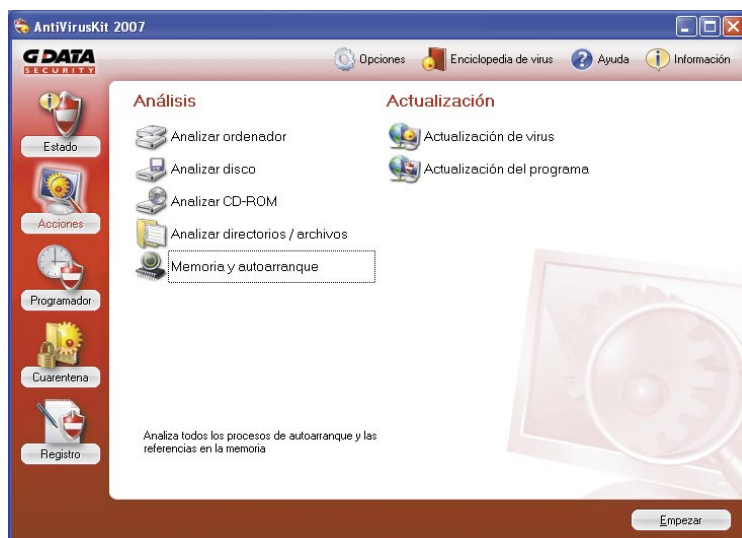 AntiVirusKit 2007
G DATA
SECURITY
Opciones
Enciclopedia de virus
Ayuda
Información
Estado
Acciones
Programador
Cuarentena
Registro
Análisis
Analizar ordenador
Analizar disco
Analizar CD-ROM
Analizar directorios / archivos
Memoria y autoarranque
Actualización
Actualización de virus
Actualización del programa
Analiza todos los procesos de autoarranque y las
referencias en la memoria
Empezar